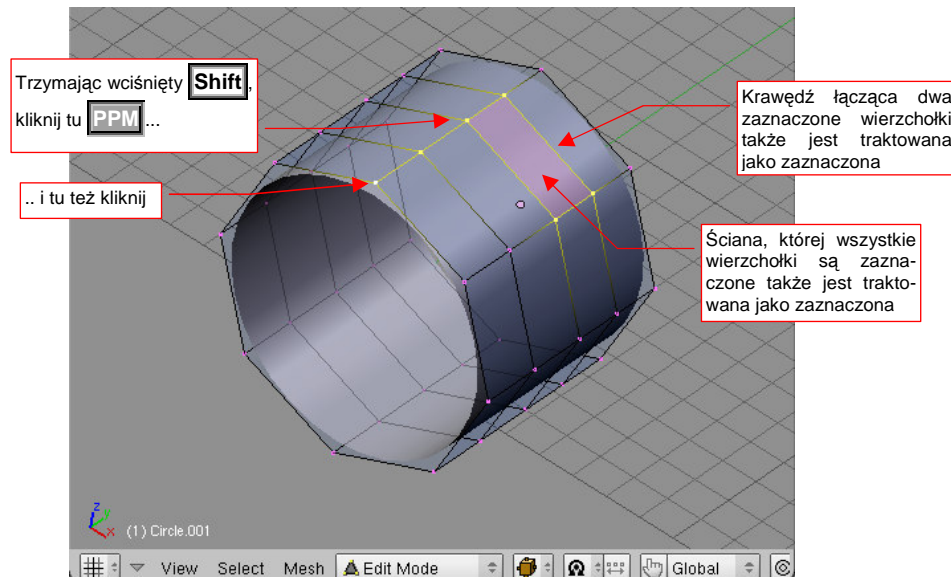 Trzymając wciśnięty Shift,
kliknij tu PPM ...
.. i tu też kliknij
Krawędź łącząca dwa
zaznaczone wierzchołki
także jest traktowana
jako zaznaczona
Ściana, której wszystkie
wierzchołki są zazna-
czone także jest trakto-
wana jako zaznaczona
z
y
x
(1) Circle.001
View Select Mesh Edit Mode Global